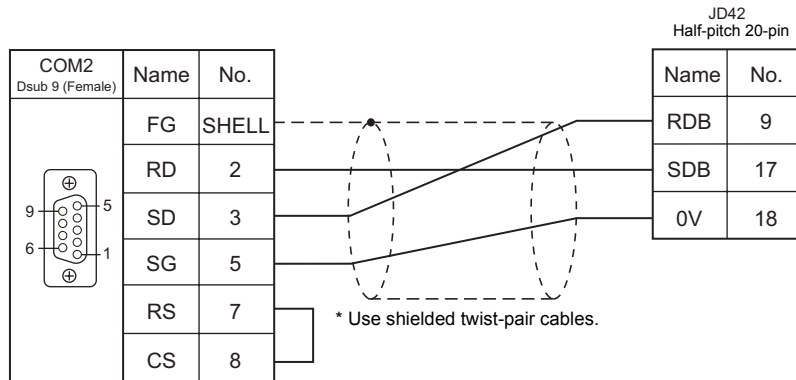 JD42
Half-pitch 20-pin
COM2
Dsub 9 (Female)
Name
No.
Name
No.
FG
SHELL
RDB
9
RD
2
SDB
17
SD
3
0V
18
SG
5
RS
7
CS
8
9
5
6
1
* Use shielded twist-pair cables.